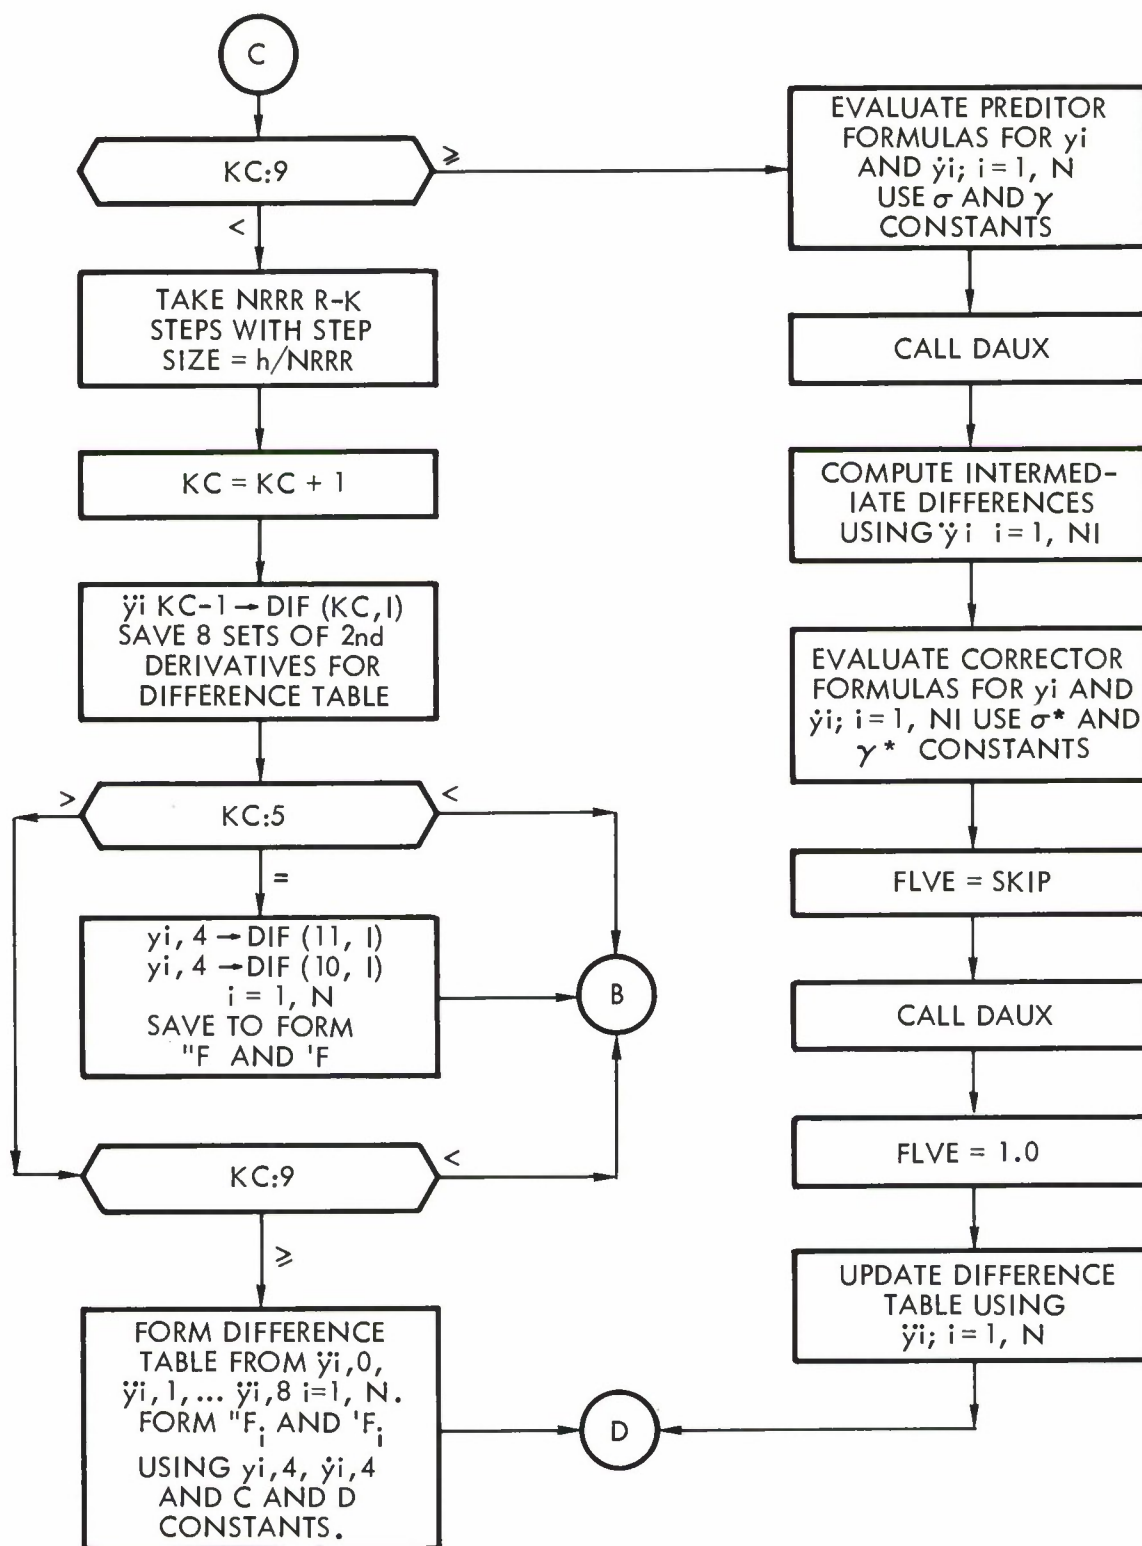 C
KC:9
≥
<
TAKE NRRR R-K
STEPS WITH STEP
SIZE = h/NRRR
KC = KC + 1
ÿi KC-1 → DIF (KC,I)
SAVE 8 SETS OF 2nd
DERIVATIVES FOR
DIFFERENCE TABLE
>
KC:5
<
=
yi, 4 → DIF (11, I)
yi, 4 → DIF (10, I)
i = 1, N
SAVE TO FORM
"F AND 'F
B
KC:9
<
≥
FORM DIFFERENCE
TABLE FROM ÿi,0,
ÿi,1,... ÿi,8 i=1, N.
FORM "Fi AND 'Fi
USING yi,4, ẏi,4
AND C AND D
CONSTANTS.
D
EVALUATE PREDITOR
FORMULAS FOR yi
AND ẏi; i=1, N
USE σ AND γ
CONSTANTS
CALL DAUX
COMPUTE INTERMED-
IATE DIFFERENCES
USING ÿi i=1, NI
EVALUATE CORRECTOR
FORMULAS FOR yi AND
ẏi; i=1, NI USE σ* AND
γ* CONSTANTS
FLVE = SKIP
CALL DAUX
FLVE = 1.0
UPDATE DIFFERENCE
TABLE USING
ÿi; i=1, N